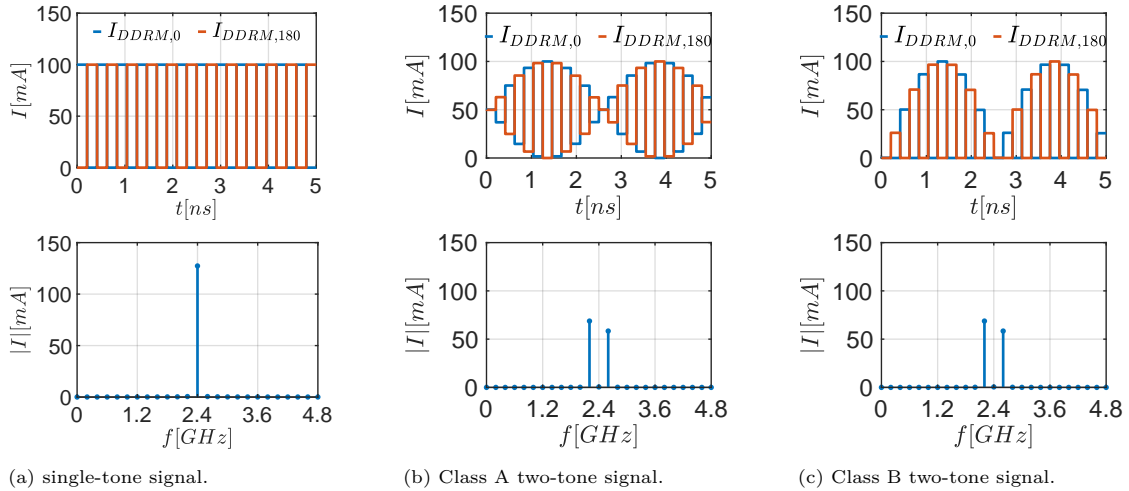 150
100
50
0
I[mA]
I_{DDRM,0} I_{DDRM,180}
0 1 2 3 4 5
t[ns]
150
100
50
0
I[mA]
I_{DDRM,0} I_{DDRM,180}
0 1 2 3 4 5
t[ns]
150
100
50
0
I[mA]
I_{DDRM,0} I_{DDRM,180}
0 1 2 3 4 5
t[ns]
150
100
50
0
|I|[mA]
0 1.2 2.4 3.6 4.8
f[GHz]
150
100
50
0
|I|[mA]
0 1.2 2.4 3.6 4.8
f[GHz]
150
100
50
0
|I|[mA]
0 1.2 2.4 3.6 4.8
f[GHz]
(a) single-tone signal.
(b) Class A two-tone signal.
(c) Class B two-tone signal.